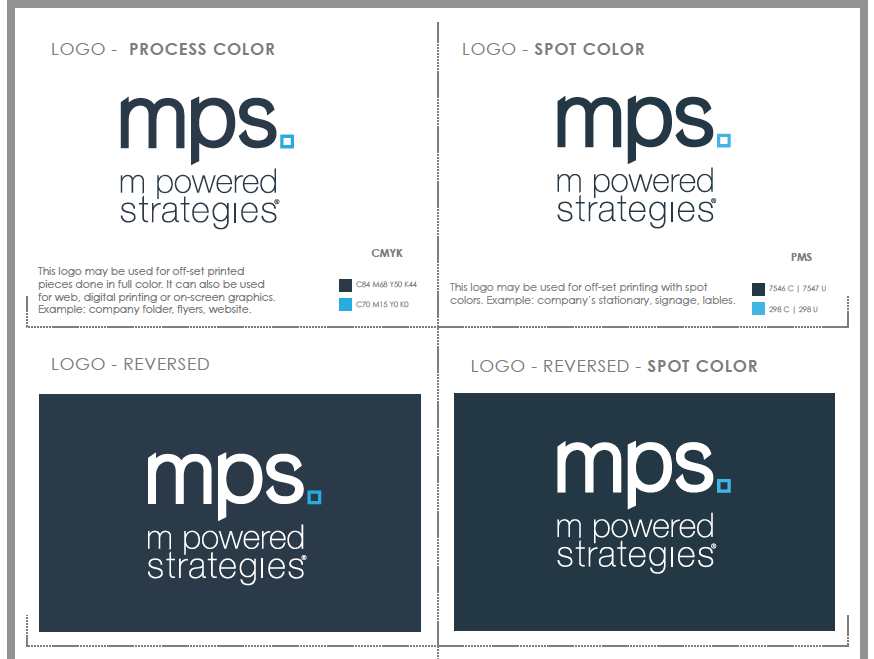 LOGO - PROCESS COLOR
mps.
m powered
strategies®
CMYK
This logo may be used for off-set printed
pieces done in full color. It can also be used
for web, digital printing or on-screen graphics.
Example: company folder, flyers, website.
C84 M68 Y50 K44
C70 M15 Y0 K0
LOGO - SPOT COLOR
mps.
m powered
strategies®
PMS
This logo may be used for off-set printing with spot
colors. Example: company's stationary, signage, lables.
7546 C | 7547 U
298 C | 298 U
LOGO - REVERSED
mps.
m powered
strategies®
LOGO - REVERSED - SPOT COLOR
mps.
m powered
strategies®